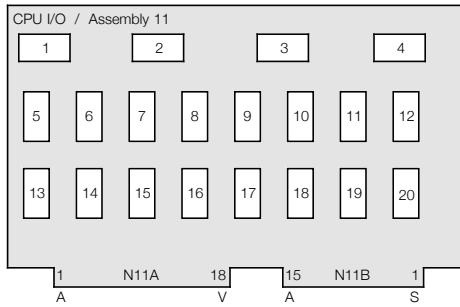 CPU I/O / Assembly 11
1 2 3 4
5 6 7 8 9 10 11 12
13 14 15 16 17 18 19 20
1 N11A 18 15 N11B 1
A V A S